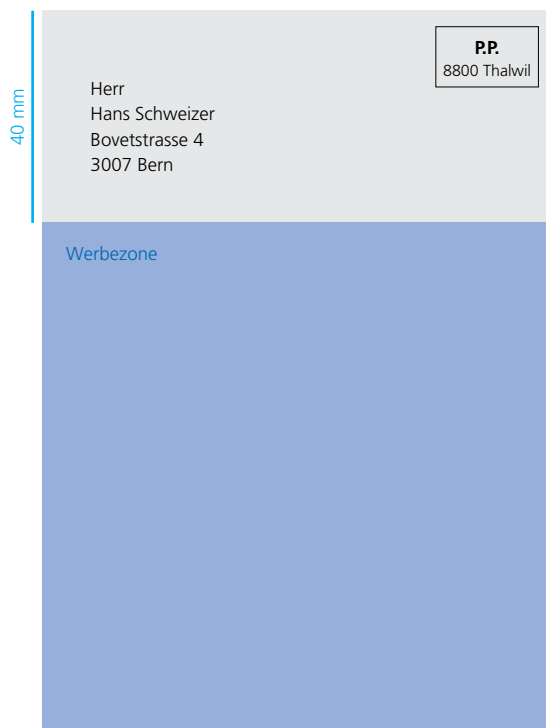 P.P.
8800 Thalwil
Herr
Hans Schweizer
Bovetstrasse 4
3007 Bern
40 mm
Werbezone